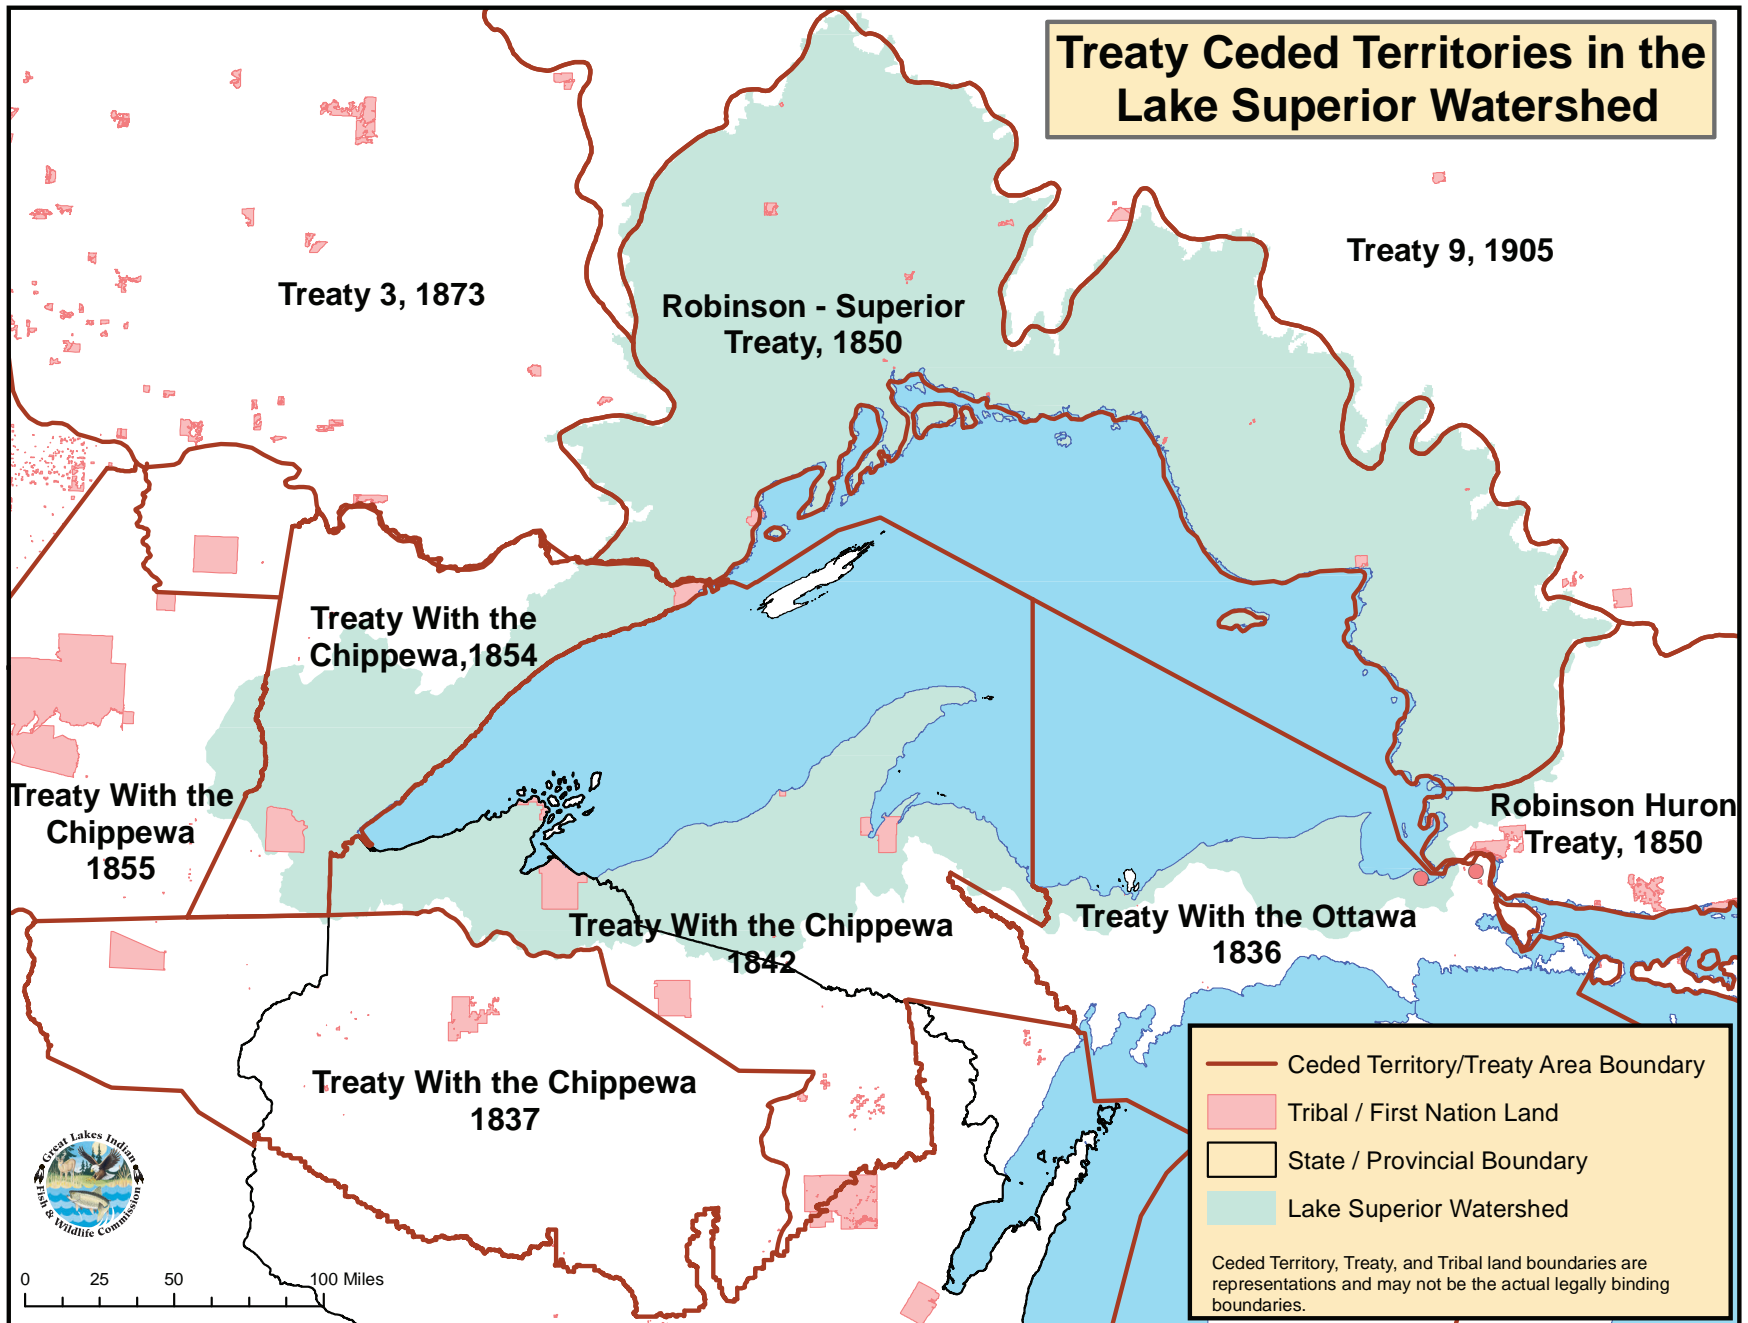 Treaty Ceded Territories in the
Lake Superior Watershed
Treaty 9, 1905
Treaty 3, 1873
Robinson - Superior
Treaty, 1850
Treaty With the
Chippewa,1854
Treaty With the
Chippewa
1855
Robinson Huron
Treaty, 1850
Treaty With the Chippewa
1842
Treaty With the Ottawa
1836
Treaty With the Chippewa
1837
Ceded Territory/Treaty Area Boundary
Tribal / First Nation Land
State / Provincial Boundary
Lake Superior Watershed
Ceded Territory, Treaty, and Tribal land boundaries are
representations and may not be the actual legally binding
boundaries.
Great Lakes Indian
Fish & Wildlife Commission
0 25 50 100 Miles